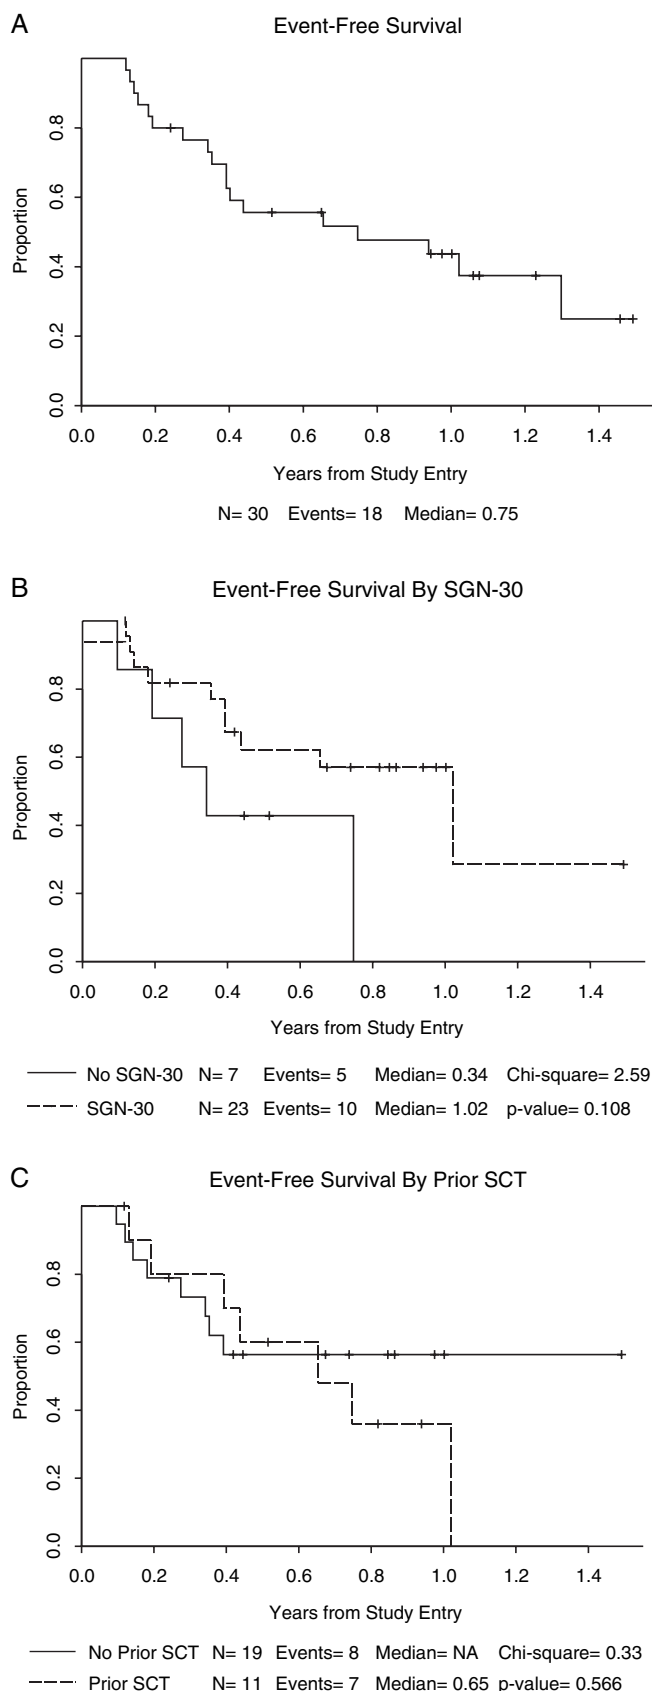 A
Event-Free Survival
0.8
0.6
0.4
0.2
0.0
Proportion
0.0 0.2 0.4 0.6 0.8 1.0 1.2 1.4
Years from Study Entry
N= 30 Events= 18 Median= 0.75
B
Event-Free Survival By SGN-30
0.8
0.6
0.4
0.2
0.0
Proportion
0.0 0.2 0.4 0.6 0.8 1.0 1.2 1.4
Years from Study Entry
No SGN-30 N= 7 Events= 5 Median= 0.34 Chi-square= 2.59
SGN-30 N= 23 Events= 10 Median= 1.02 p-value= 0.108
C
Event-Free Survival By Prior SCT
0.8
0.6
0.4
0.2
0.0
Proportion
0.0 0.2 0.4 0.6 0.8 1.0 1.2 1.4
Years from Study Entry
No Prior SCT N= 19 Events= 8 Median= NA Chi-square= 0.33
Prior SCT N= 11 Events= 7 Median= 0.65 p-value= 0.566